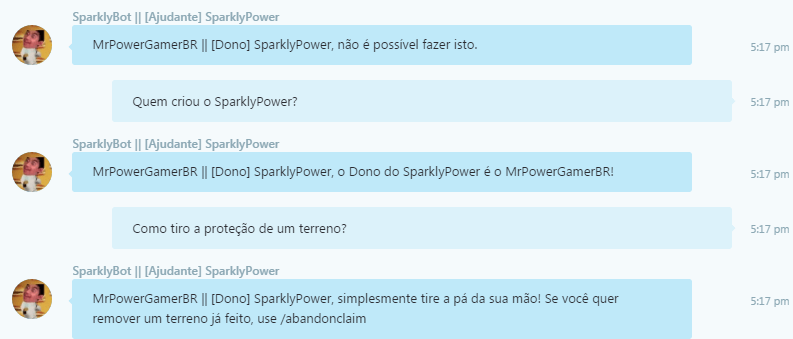 SparklyBot || [Ajudante] SparklyPower
MrPowerGamerBR || [Dono] SparklyPower, não é possível fazer isto.
5:17 pm
Quem criou o SparklyPower?
5:17 pm
SparklyBot || [Ajudante] SparklyPower
MrPowerGamerBR || [Dono] SparklyPower, o Dono do SparklyPower é o MrPowerGamerBR!
5:17 pm
Como tiro a proteção de um terreno?
5:17 pm
SparklyBot || [Ajudante] SparklyPower
MrPowerGamerBR || [Dono] SparklyPower, simplesmente tire a pá da sua mão! Se você quer
remover um terreno já feito, use /abandonclaim
5:17 pm